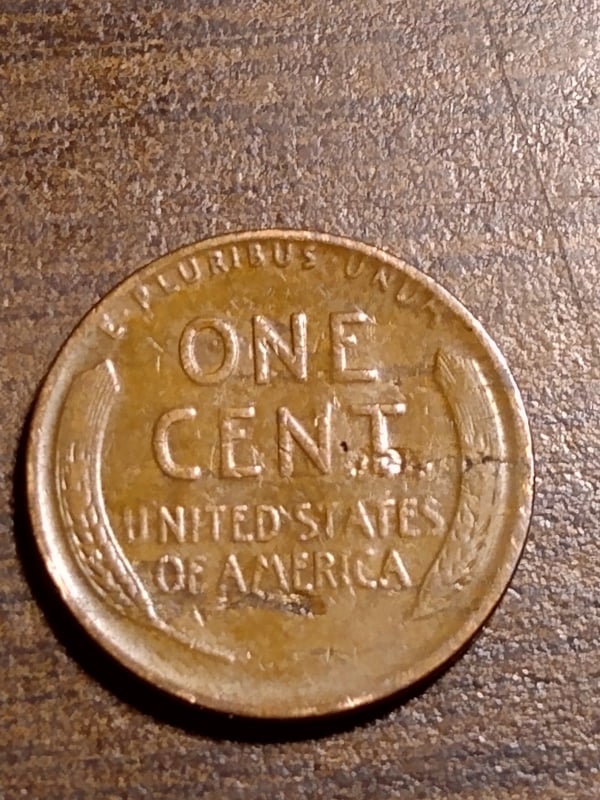 E·PLURIBUS·UNUM
ONE
CENT
UNITED STATES
OF AMERICA